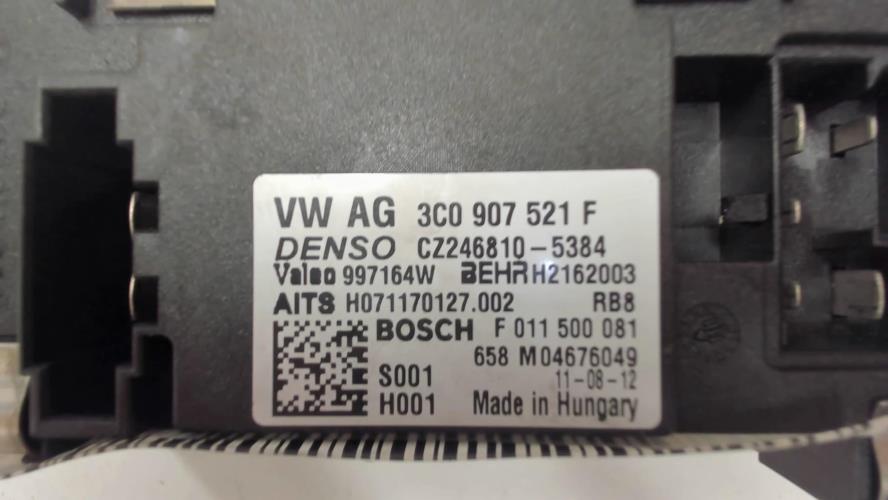 VW AG 3C0 907 521 F
DENSO CZ246810-5384
Valeo 997164W BEHR H2162003
AITS H071170127.002 RB8
BOSCH F 011 500 081
658 M 04676049
S001 11-08-12
H001 Made in Hungary